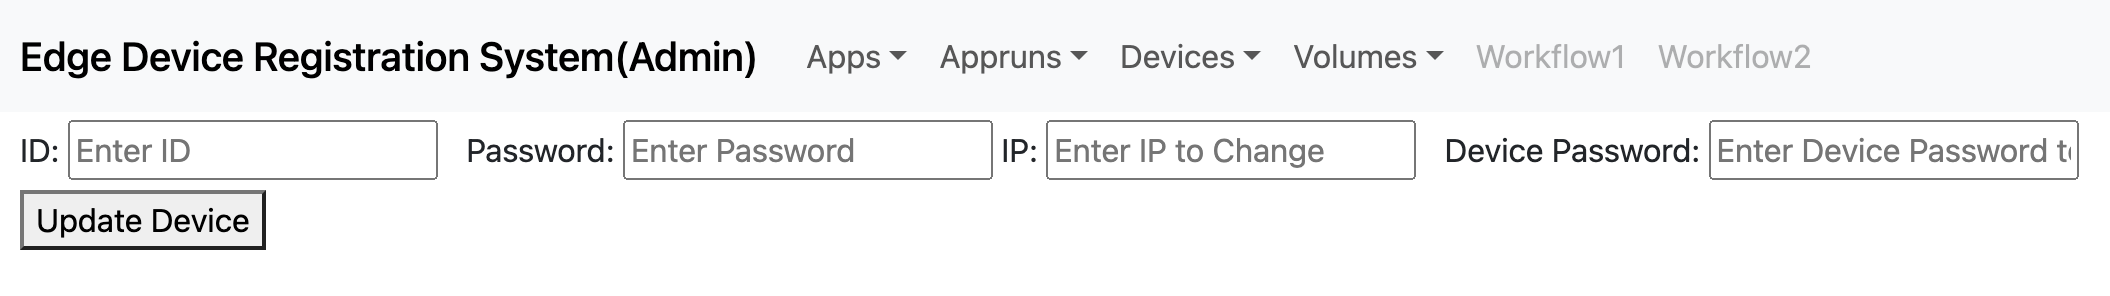 Edge Device Registration System(Admin) Apps Appruns Devices Volumes Workflow1 Workflow2
ID: Enter ID Password: Enter Password IP: Enter IP to Change Device Password: Enter Device Password t
Update Device